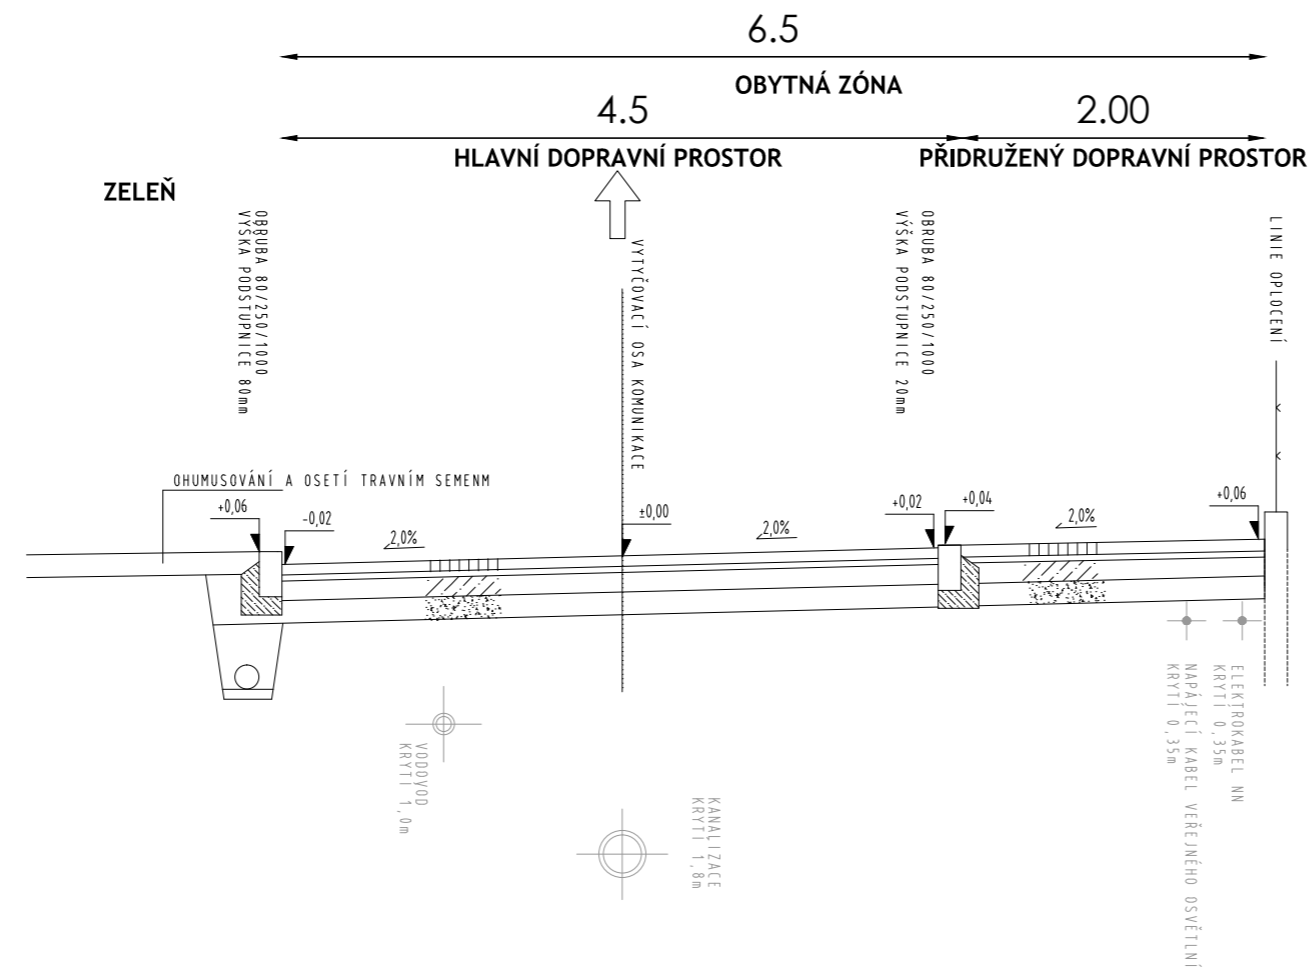 6.5
OBYTNÁ ZÓNA
4.5
2.00
HLAVNÍ DOPRAVNÍ PROSTOR
PŘIDRUŽENÝ DOPRAVNÍ PROSTOR
ZELEŇ
OBRUBA 80/250/1000
VÝŠKA PODSTUPNICE 80mm
VYTYČOVACÍ OSA KOMUNIKACE
OBRUBA 80/250/1000
VÝŠKA PODSTUPNICE 20mm
LINIE OPLOCENÍ
OHUMUSOVÁNÍ A OSETÍ TRAVNÍM SEMENM
+0,06
-0,02
2,0%
±0,00
2,0%
+0,02
+0,04
2,0%
+0,06
VODOVOD
KRYTÍ 1,0m
KANALIZACE
KRYTÍ 1,8m
ELEKTROKABEL NN
KRYTÍ 0,35m
NAPÁJECÍ KABEL VEŘEJNÉHO OSVĚTLNÍ
KRYTÍ 0,35m